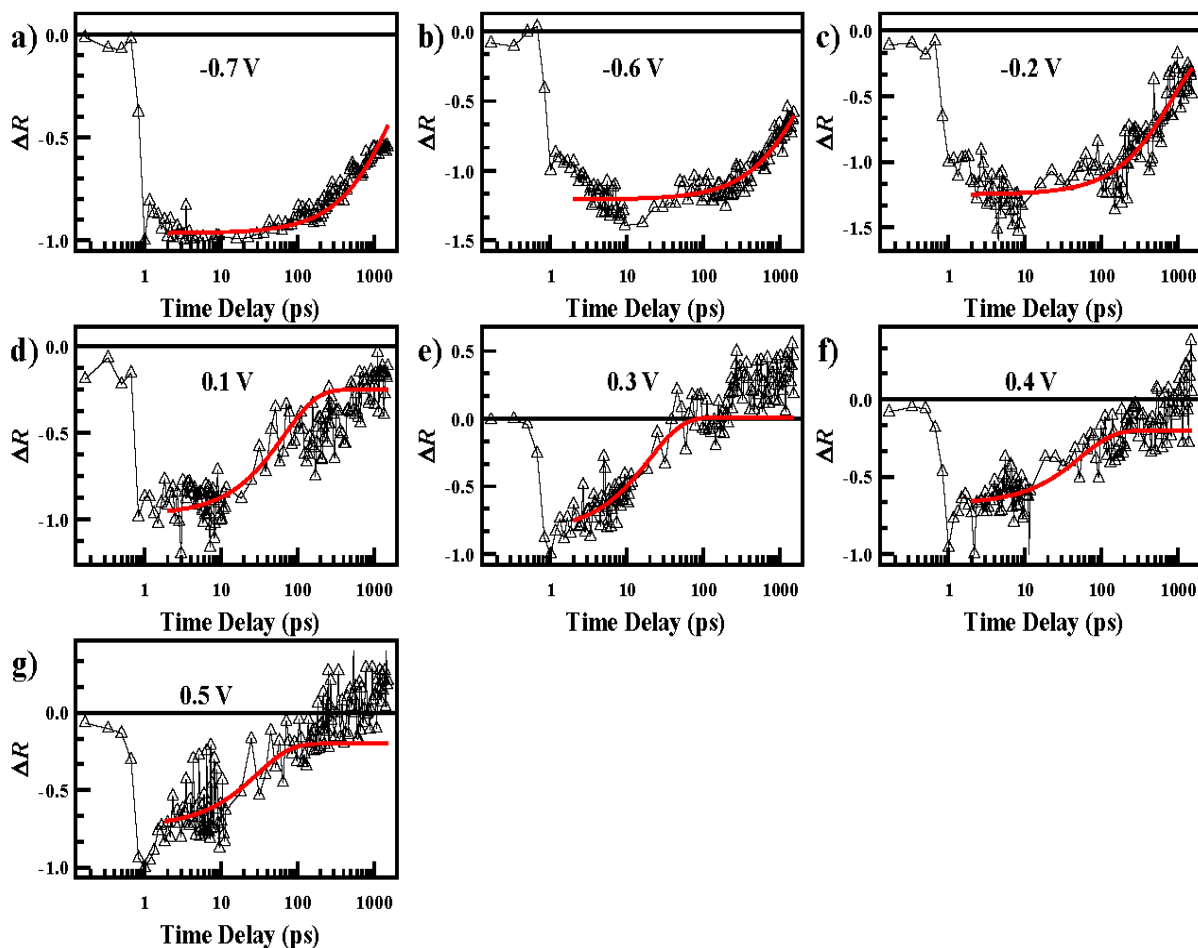 a)
-0.7 V
0.0
-0.5
-1.0
ΔR
1 10 100 1000
Time Delay (ps)
b)
-0.6 V
0.0
-0.5
-1.0
-1.5
ΔR
1 10 100 1000
Time Delay (ps)
c)
-0.2 V
0.0
-0.5
-1.0
-1.5
ΔR
1 10 100 1000
Time Delay (ps)
d)
0.1 V
0.0
-0.5
-1.0
ΔR
1 10 100 1000
Time Delay (ps)
e)
0.3 V
0.5
0.0
-0.5
-1.0
ΔR
1 10 100 1000
Time Delay (ps)
f)
0.4 V
0.0
-0.5
-1.0
ΔR
1 10 100 1000
Time Delay (ps)
g)
0.5 V
0.0
-0.5
-1.0
ΔR
1 10 100 1000
Time Delay (ps)